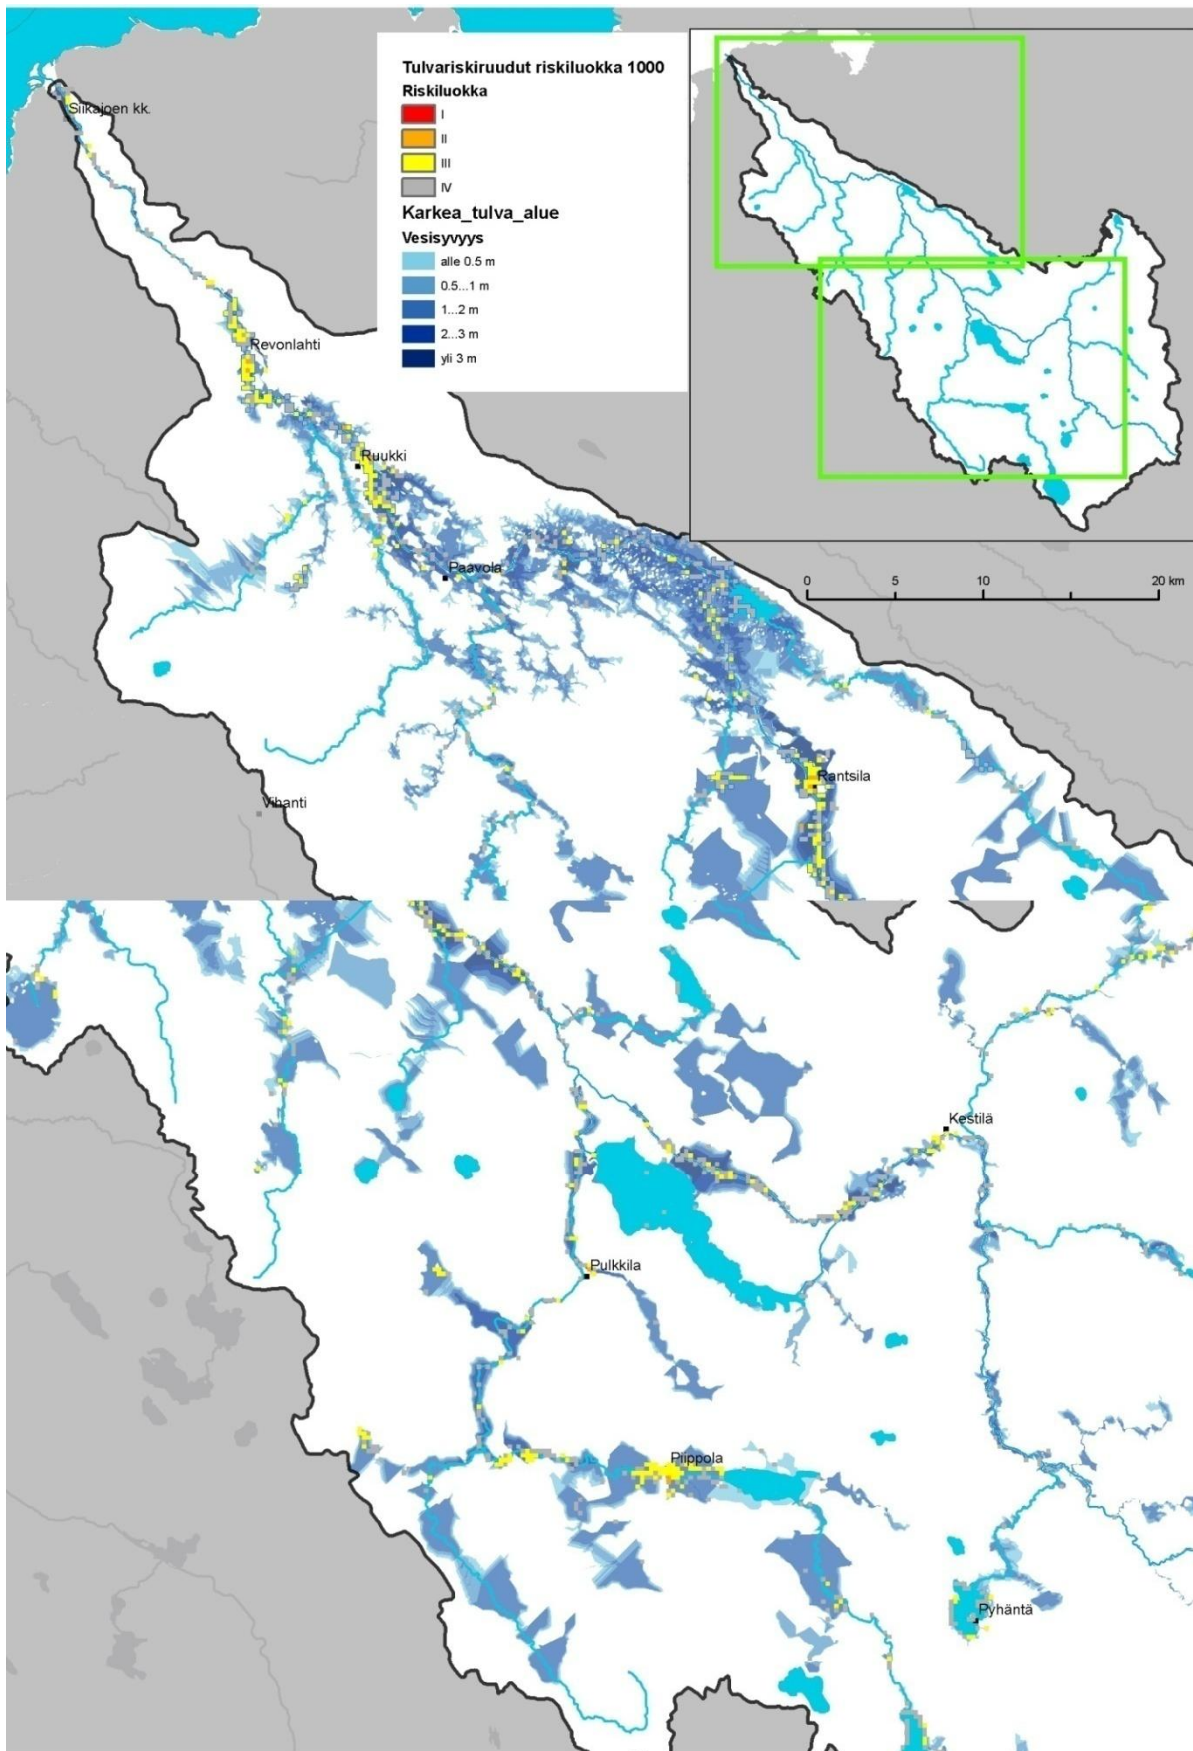 Tulvariskiruudut riskiluokka 1000
Riskiluokka
I
II
III
IV
Karkea_tulva_alue
Vesisyvyys
alle 0.5 m
0.5...1 m
1...2 m
2...3 m
yli 3 m
Siikajoen kk.
Revonlahti
Ruukki
Paavola
0 5 10 20 km
Rantsila
Vihanti
Kestilä
Pulkkila
Piippola
Pyhäntä